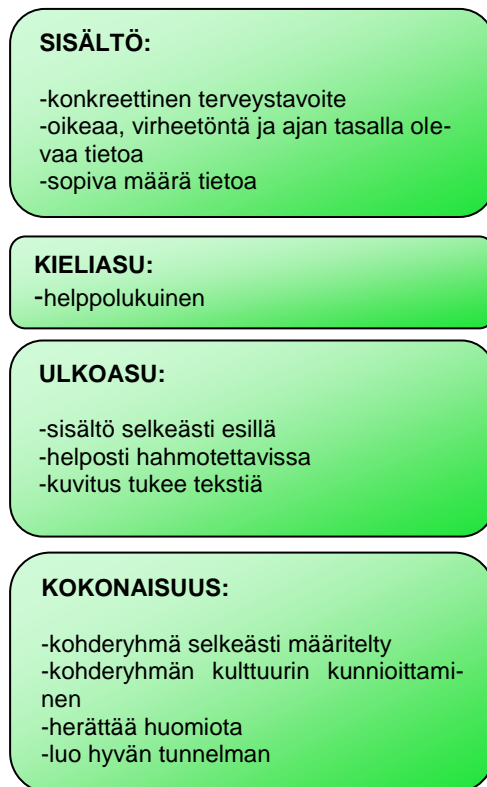 SISÄLTÖ:
-konkreettinen terveystavoite
-oikeaa, virheetöntä ja ajan tasalla ole-
vaa tietoa
-sopiva määrä tietoa
KIELIASU:
-helppolukuinen
ULKOASU:
-sisältö selkeästi esillä
-helposti hahmotettavissa
-kuvitus tukee tekstiä
KOKONAISUUS:
-kohderyhmä selkeästi määritelty
-kohderyhmän kulttuurin kunnioittami-
nen
-herättää huomiota
-luo hyvän tunnelman